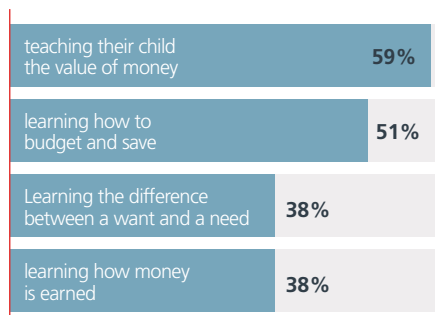 teaching their child
the value of money
59%
learning how to
budget and save
51%
Learning the difference
between a want and a need
38%
learning how money
is earned
38%